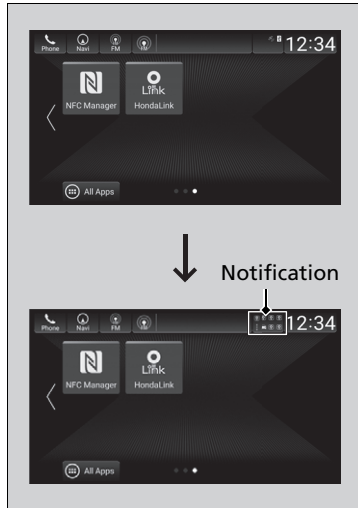 Phone Navi FM 12:34
NFC Manager HondaLink
All Apps
Notification
Phone Navi FM 12:34
NFC Manager HondaLink
All Apps